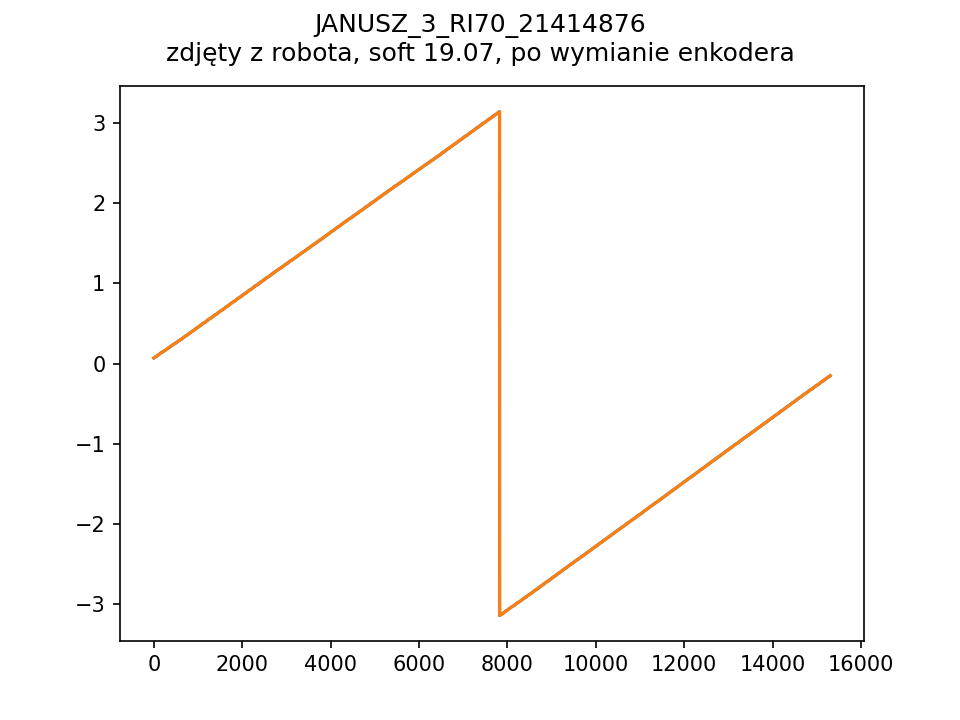 JANUSZ_3_RI70_21414876
zdjęty z robota, soft 19.07, po wymianie enkodera
3
2
1
0
−1
−2
−3
0 2000 4000 6000 8000 10000 12000 14000 16000